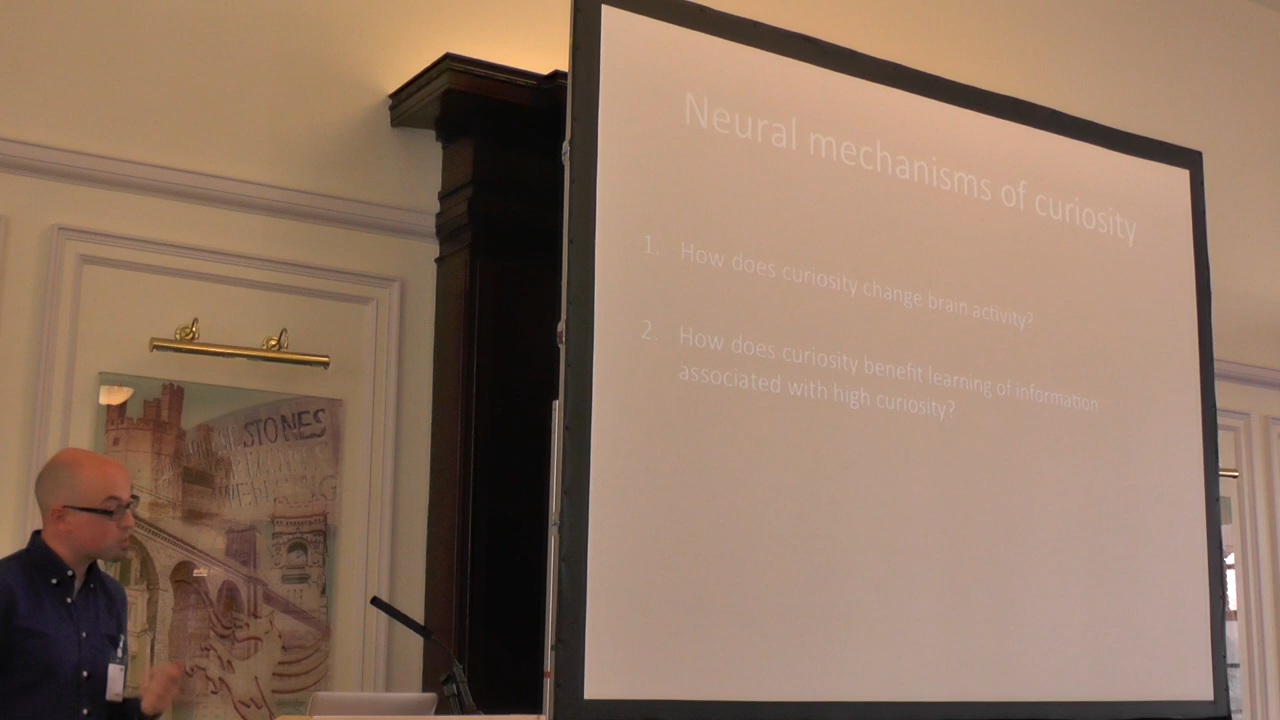 Neural mechanisms of curiosity
1. How does curiosity change brain activity?
2. How does curiosity benefit learning of information
associated with high curiosity?
STONES